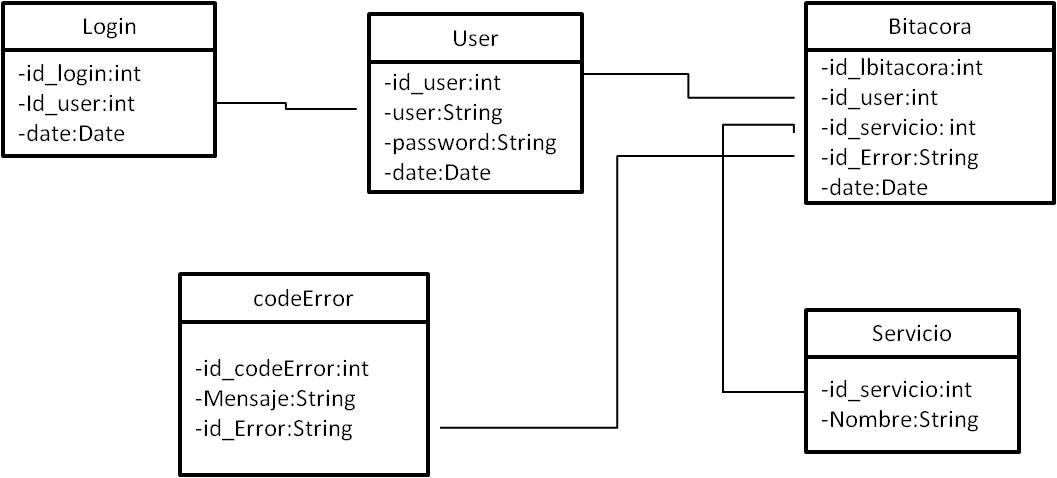 Login
-id_login:int
-Id_user:int
-date:Date
User
-id_user:int
-user:String
-password:String
-date:Date
Bitacora
-id_lbitacora:int
-id_user:int
-id_servicio: int
-id_Error:String
-date:Date
codeError
-id_codeError:int
-Mensaje:String
-id_Error:String
Servicio
-id_servicio:int
-Nombre:String